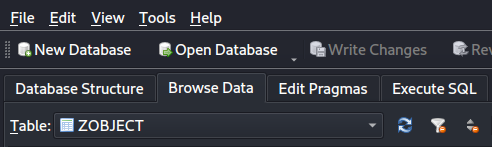 File Edit View Tools Help
New Database Open Database Write Changes
Database Structure Browse Data Edit Pragmas Execute SQL
Table: ZOBJECT